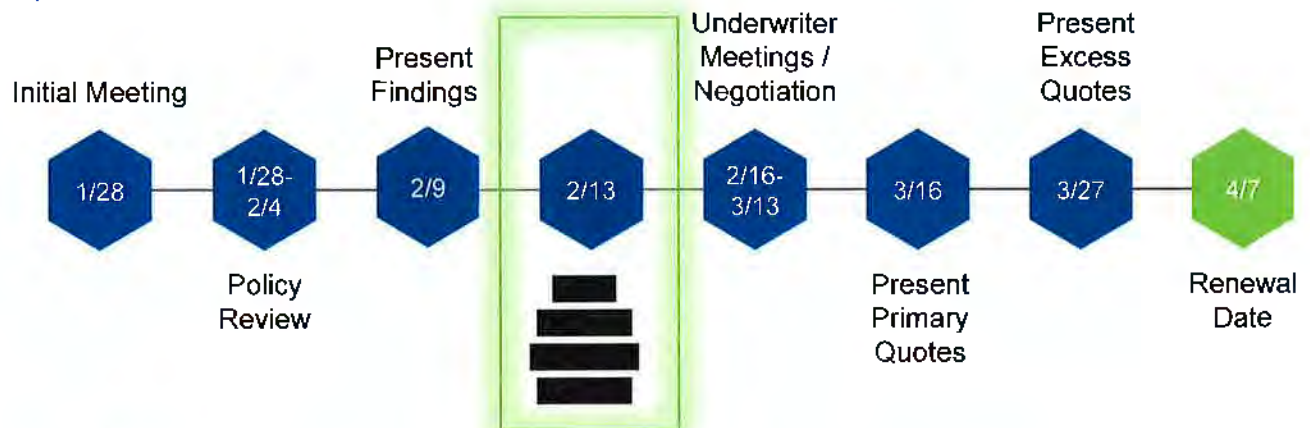 Initial Meeting
1/28
1/28-
2/4
Policy
Review
Present
Findings
2/9
2/13
Underwriter
Meetings /
Negotiation
2/16-
3/13
3/16
Present
Primary
Quotes
Present
Excess
Quotes
3/27
4/7
Renewal
Date